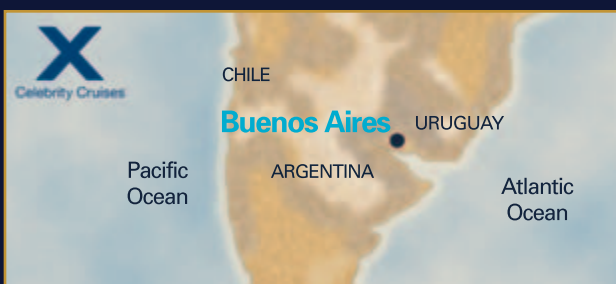 Celebrity Cruises
CHILE
Buenos Aires
URUGUAY
ARGENTINA
Pacific
Ocean
Atlantic
Ocean